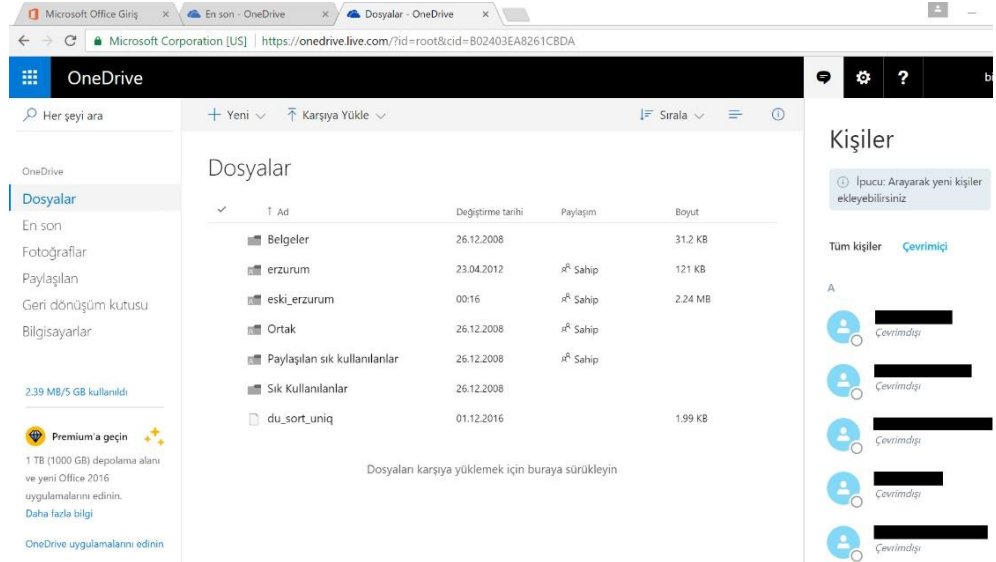 Microsoft Office Giriş
En son - OneDrive
Dosyalar - OneDrive
Microsoft Corporation [US] https://onedrive.live.com/?id=root&cid=B02403EA8261CBDA
OneDrive
? bi
Her şeyi ara
Yeni Karşıya Yükle Sırala
OneDrive
Dosyalar
En son
Fotoğraflar
Paylaşılan
Geri dönüşüm kutusu
Bilgisayarlar
2.39 MB/5 GB kullanıldı
Premium'a geçin
1 TB (1000 GB) depolama alanı
ve yeni Office 2016
uygulamalarını edinin.
Daha fazla bilgi
OneDrive uygulamalarını edinin
Dosyalar
Ad Değiştirme tarihi Paylaşım Boyut
Belgeler 26.12.2008 31.2 KB
erzurum 23.04.2012 Sahip 121 KB
eski_erzurum 00:16 Sahip 2.24 MB
Ortak 26.12.2008 Sahip
Paylaşılan sık kullanılanlar 26.12.2008 Sahip
Sık Kullanılanlar 26.12.2008
du_sort_uniq 01.12.2016 1.99 KB
Dosyaları karşıya yüklemek için buraya sürükleyin
Kişiler
İpucu: Arayarak yeni kişiler
ekleyebilirsiniz
Tüm kişiler Çevrimiçi
A
Çevrimdışı
Çevrimdışı
Çevrimdışı
Çevrimdışı
Çevrimdışı